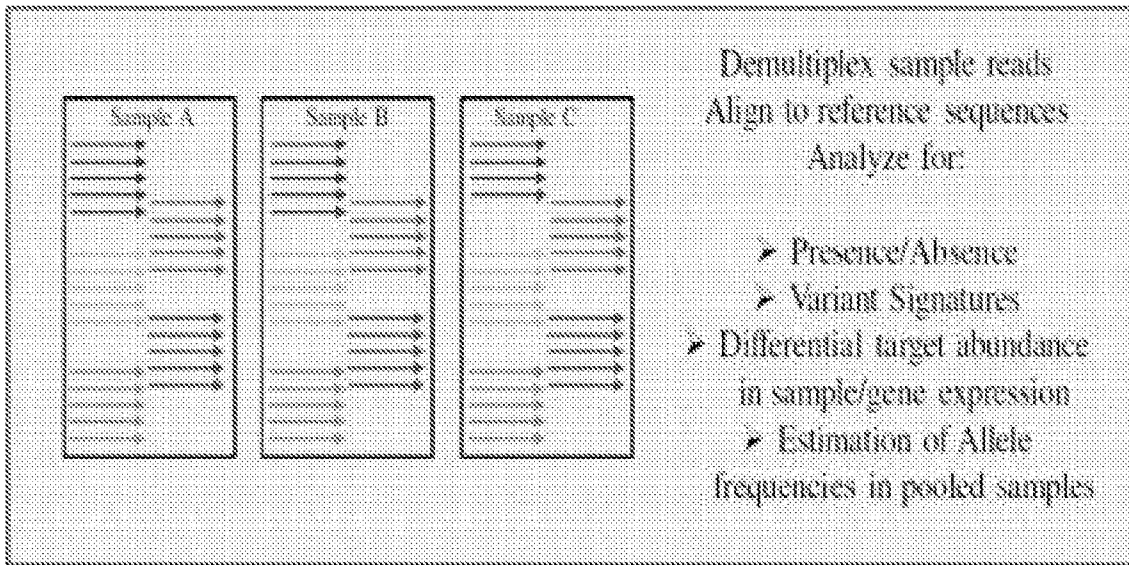 Sample A
Sample B
Sample C
Demultiplex sample reads
Align to reference sequences
Analyze for:
➤ Presence/Absence
➤ Variant Signatures
➤ Differential target abundance
in sample/gene expression
➤ Estimation of Allele
frequencies in pooled samples